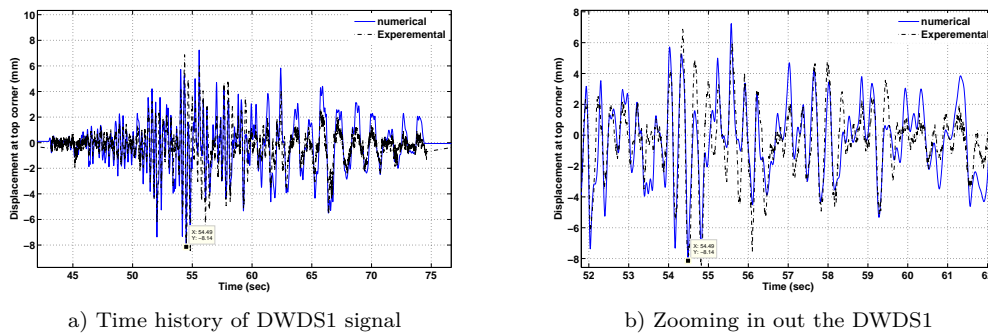 10
8
6
4
2
0
−2
−4
−6
−8
45 50 55 60 65 70 75
Time (sec)
Displacement at top corner (mm)
numerical
Experemental
X: 54.49
Y: −8.14
a) Time history of DWDS1 signal
8
6
4
2
0
−2
−4
−6
−8
52 53 54 55 56 57 58 59 60 61 62
Time (sec)
Displacement at top corner (mm)
numerical
Experemental
X: 54.49
Y: −8.14
b) Zooming in out the DWDS1